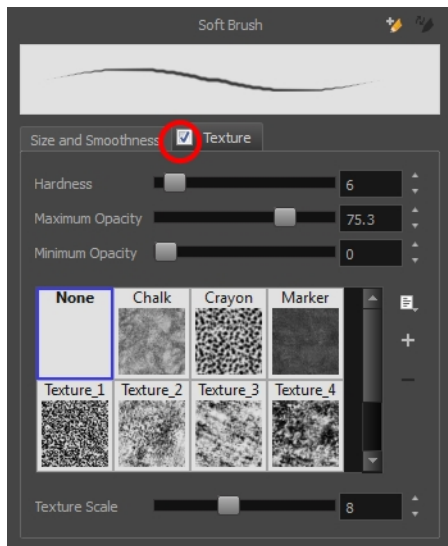 Soft Brush
Size and Smoothness Texture
Hardness 6
Maximum Opacity 75.3
Minimum Opacity 0
None Chalk Crayon Marker
Texture_1 Texture_2 Texture_3 Texture_4
Texture Scale 8